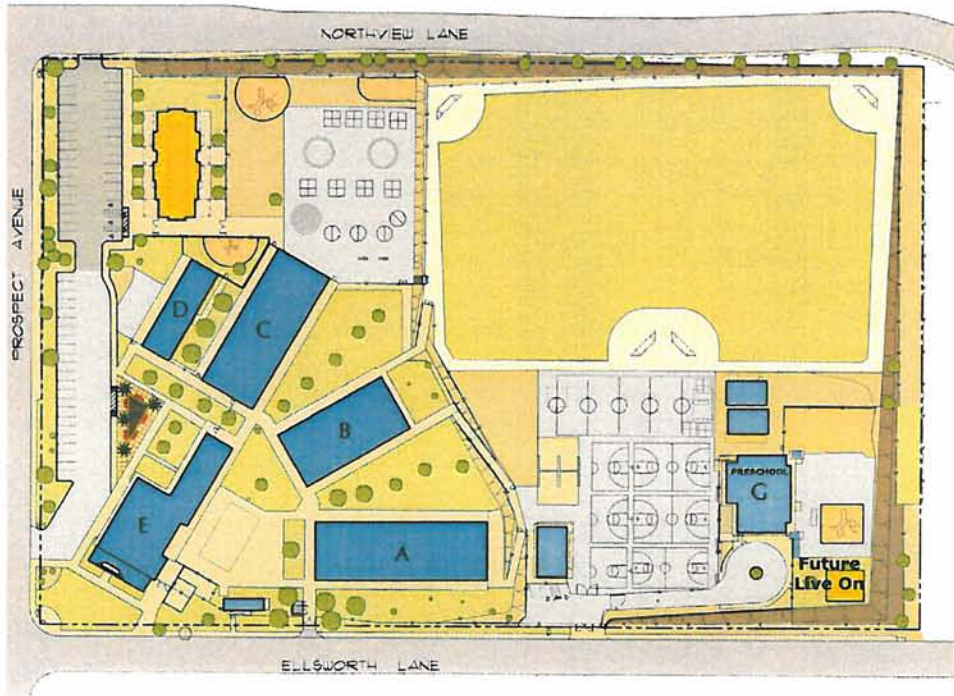 NORTHVIEW LANE
PROSPECT AVENUE
D
C
B
E
A
PRESCHOOL
G
Future
Live On
ELLSWORTH LANE